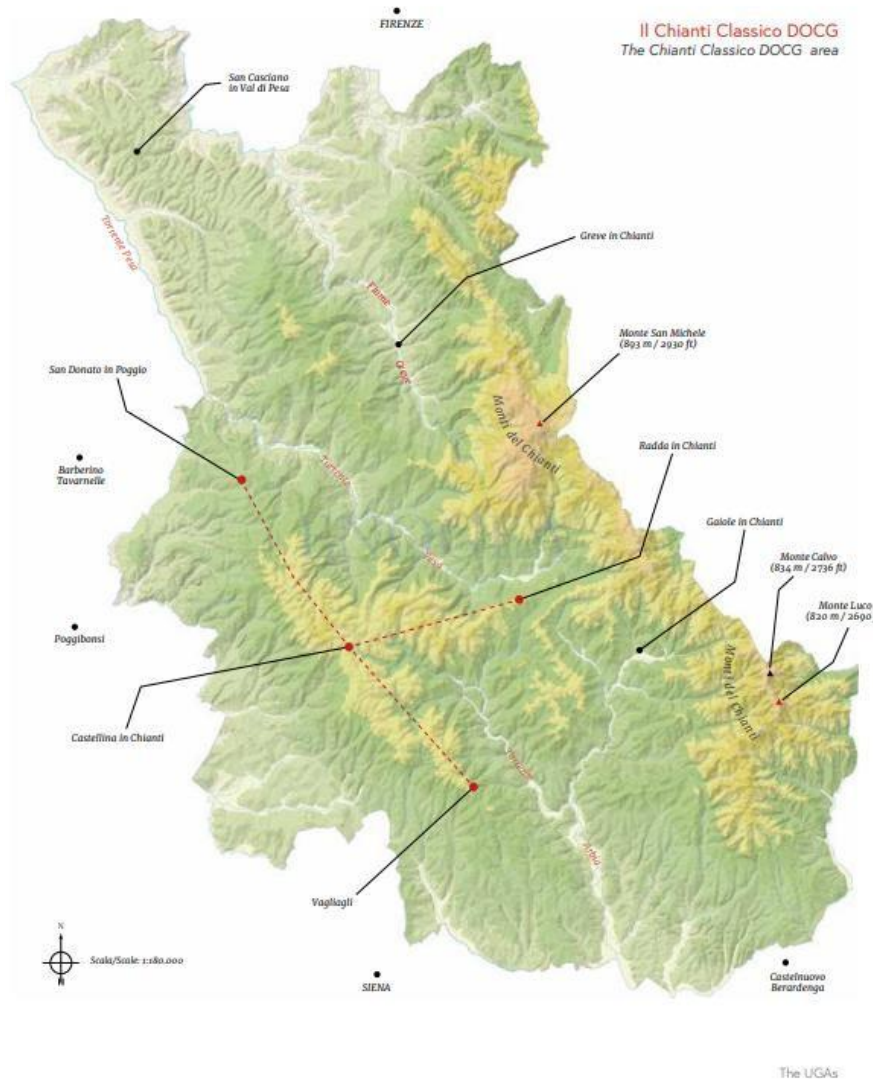 FIRENZE
Il Chianti Classico DOCG
The Chianti Classico DOCG area
San Casciano
in Val di Pesa
Torrente Pesa
Greve in Chianti
Fiume
Greve
Monte San Michele
(893 m / 2930 ft)
San Donato in Poggio
Monti del Chianti
Radda in Chianti
Barberino
Tavarnelle
Torrente
Gaiole in Chianti
Monte Calvo
(834 m / 2736 ft)
Monte Luco
(820 m / 2690
Poggibonsi
Monti del Chianti
Castellina in Chianti
Arbia
Vagliagli
N
Scala/Scale: 1:180.000
SIENA
Castelnuovo
Berardenga
The UGAs